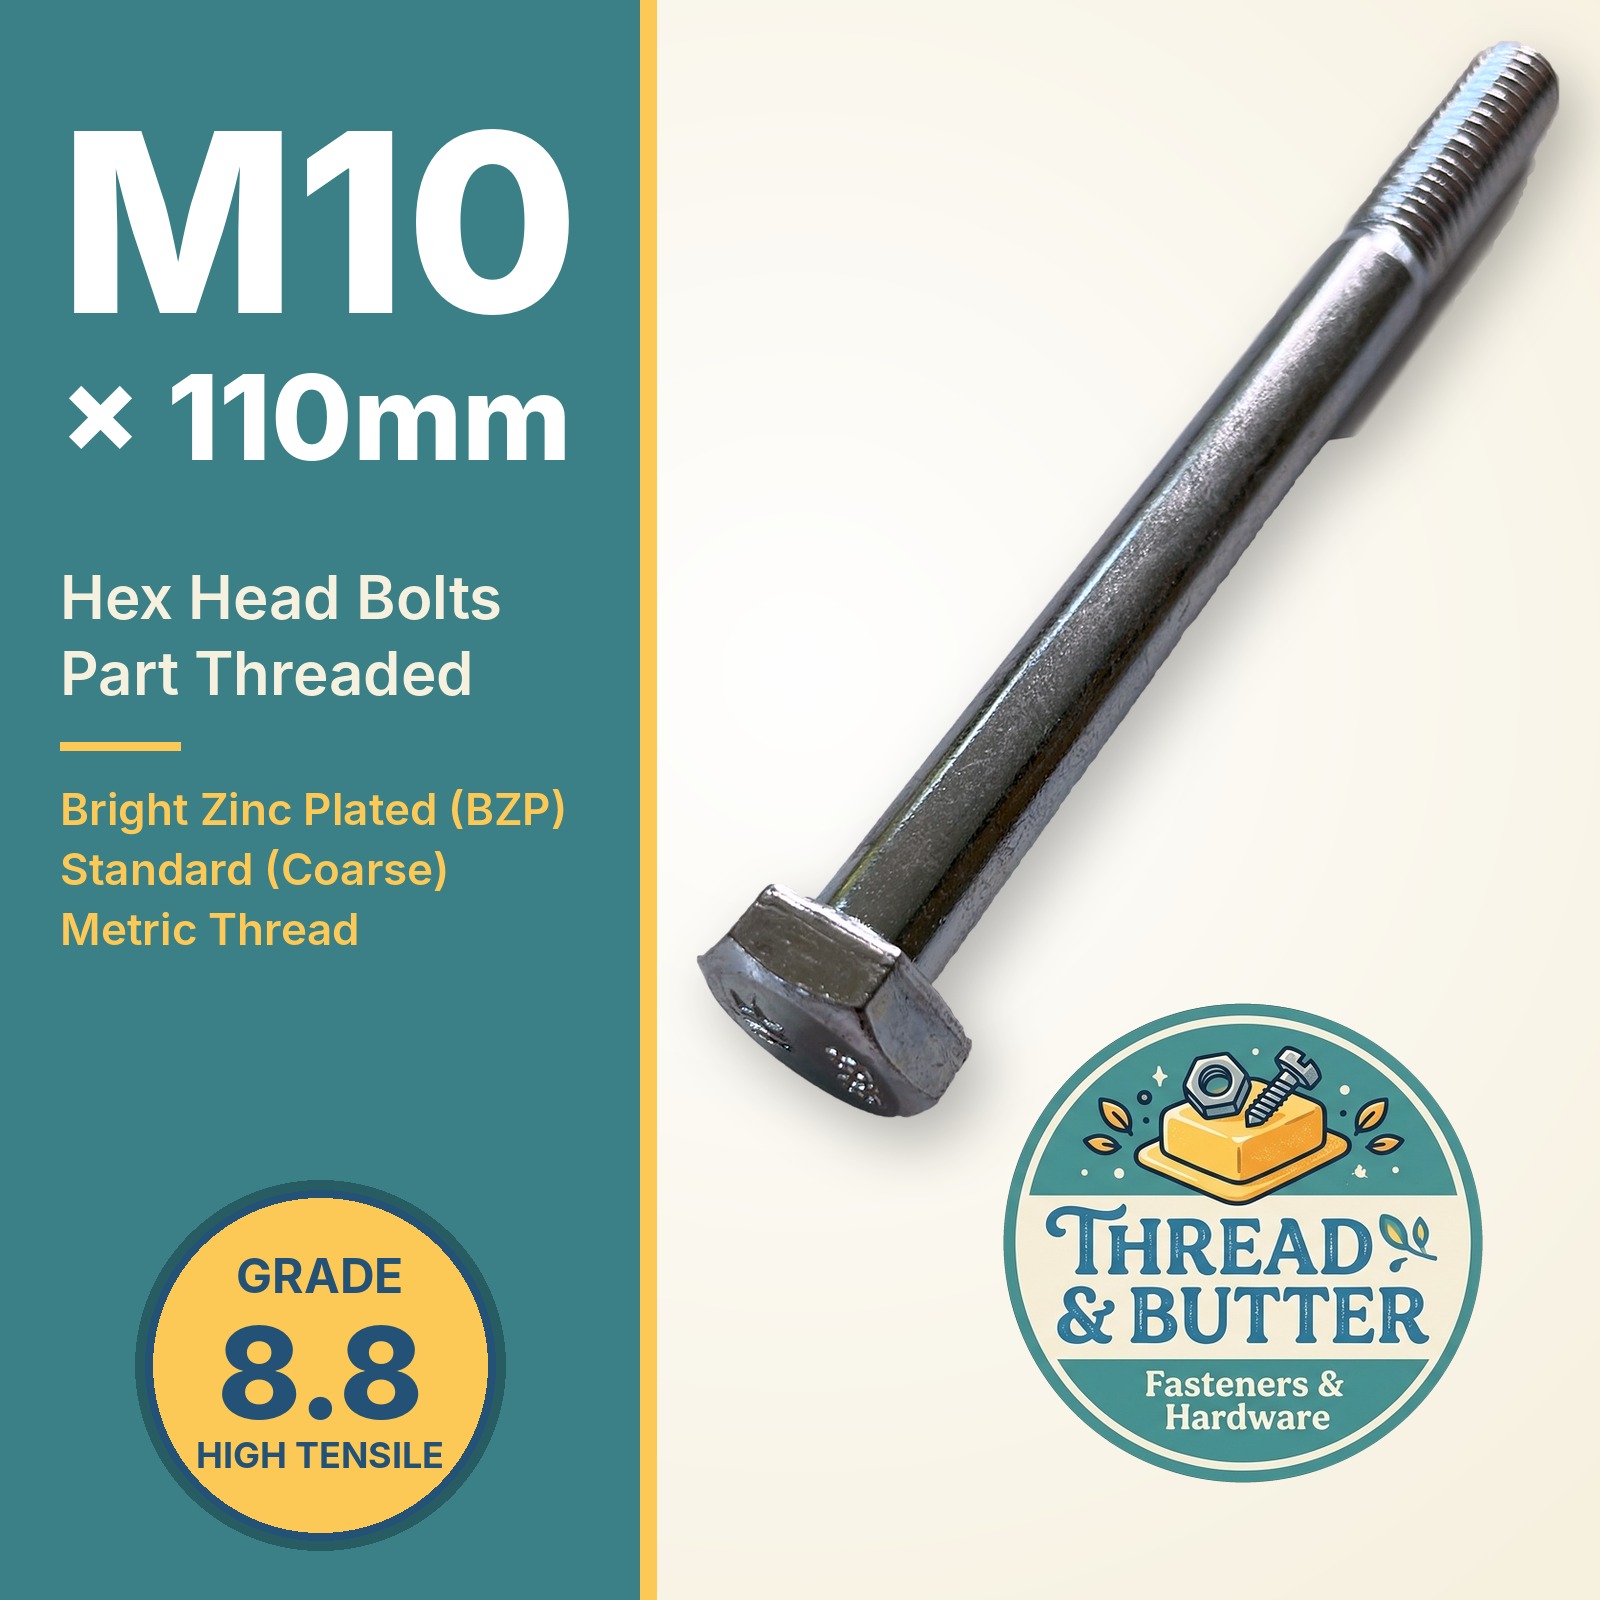 M10
× 110mm
Hex Head Bolts
Part Threaded
Bright Zinc Plated (BZP)
Standard (Coarse)
Metric Thread
GRADE
8.8
HIGH TENSILE
THREAD
& BUTTER
Fasteners &
Hardware